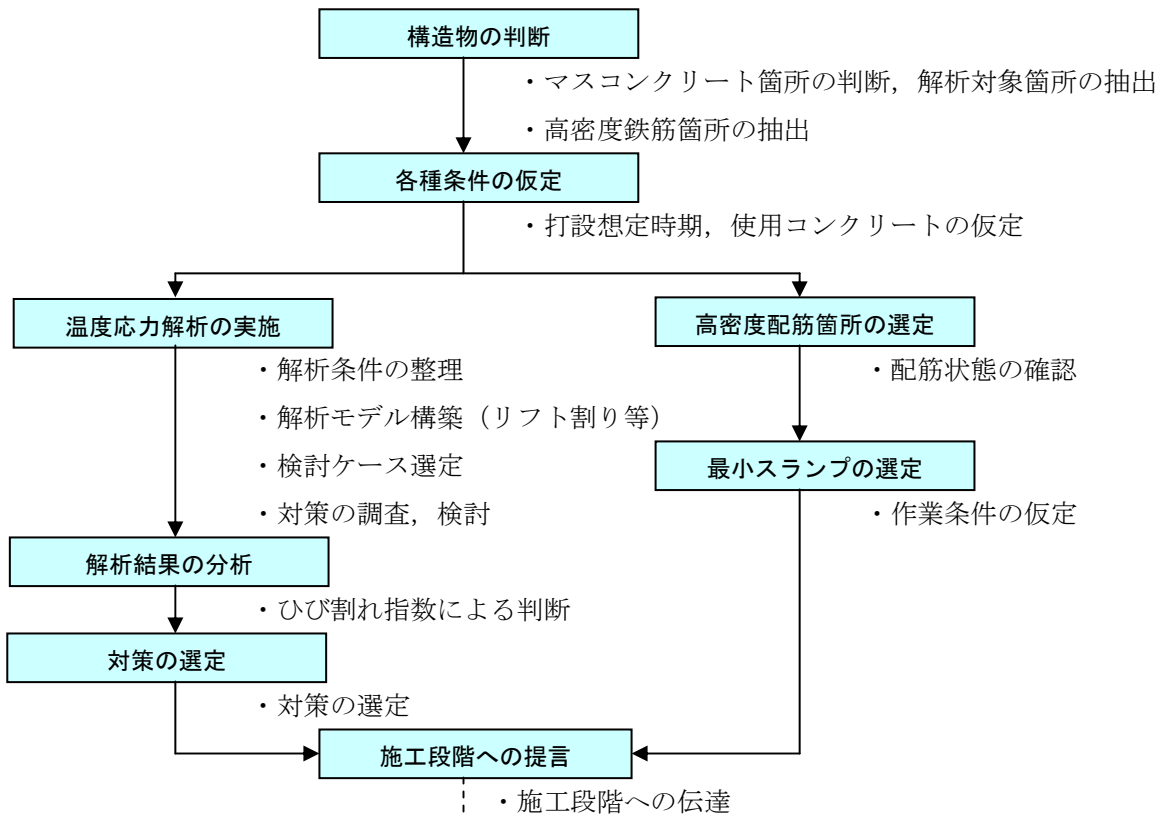 構造物の判断
・マスコンクリート箇所の判断，解析対象箇所の抽出
・高密度鉄筋箇所の抽出
各種条件の仮定
・打設想定時期，使用コンクリートの仮定
温度応力解析の実施
・解析条件の整理
・解析モデル構築（リフト割り等）
・検討ケース選定
・対策の調査，検討
解析結果の分析
・ひび割れ指数による判断
対策の選定
・対策の選定
高密度配筋箇所の選定
・配筋状態の確認
最小スランプの選定
・作業条件の仮定
施工段階への提言
・施工段階への伝達